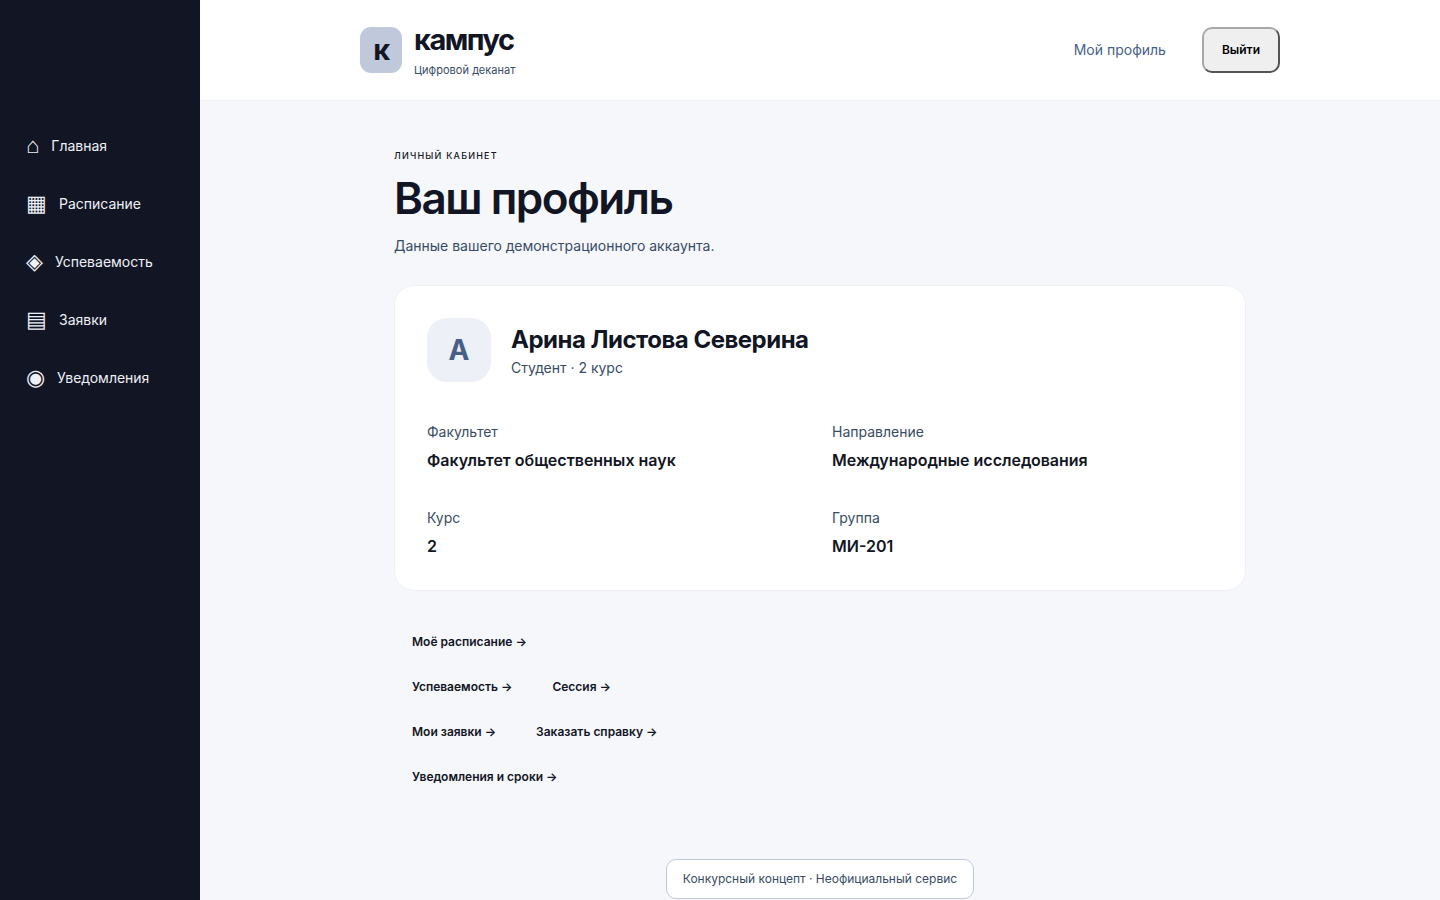 к
кампус
Цифровой деканат
Мой профиль
Выйти
Главная
Расписание
Успеваемость
Заявки
Уведомления
ЛИЧНЫЙ КАБИНЕТ
Ваш профиль
Данные вашего демонстрационного аккаунта.
А
Арина Листова Северина
Студент · 2 курс
Факультет
Факультет общественных наук
Направление
Международные исследования
Курс
2
Группа
МИ-201
Моё расписание →
Успеваемость → Сессия →
Мои заявки → Заказать справку →
Уведомления и сроки →
Конкурсный концепт · Неофициальный сервис